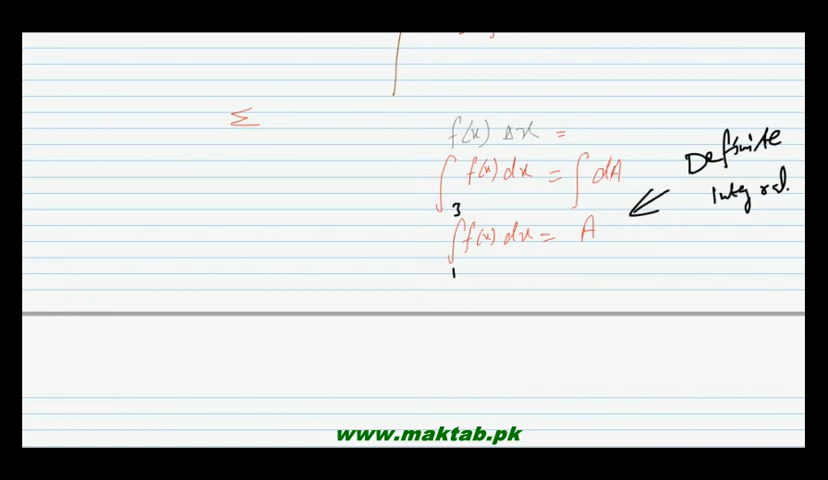 Σ
f(x) Δx =
∫ f(x) dx = ∫ dA
3
∫ f(x) dx = A
1
Definite
Integral.
www.maktab.pk